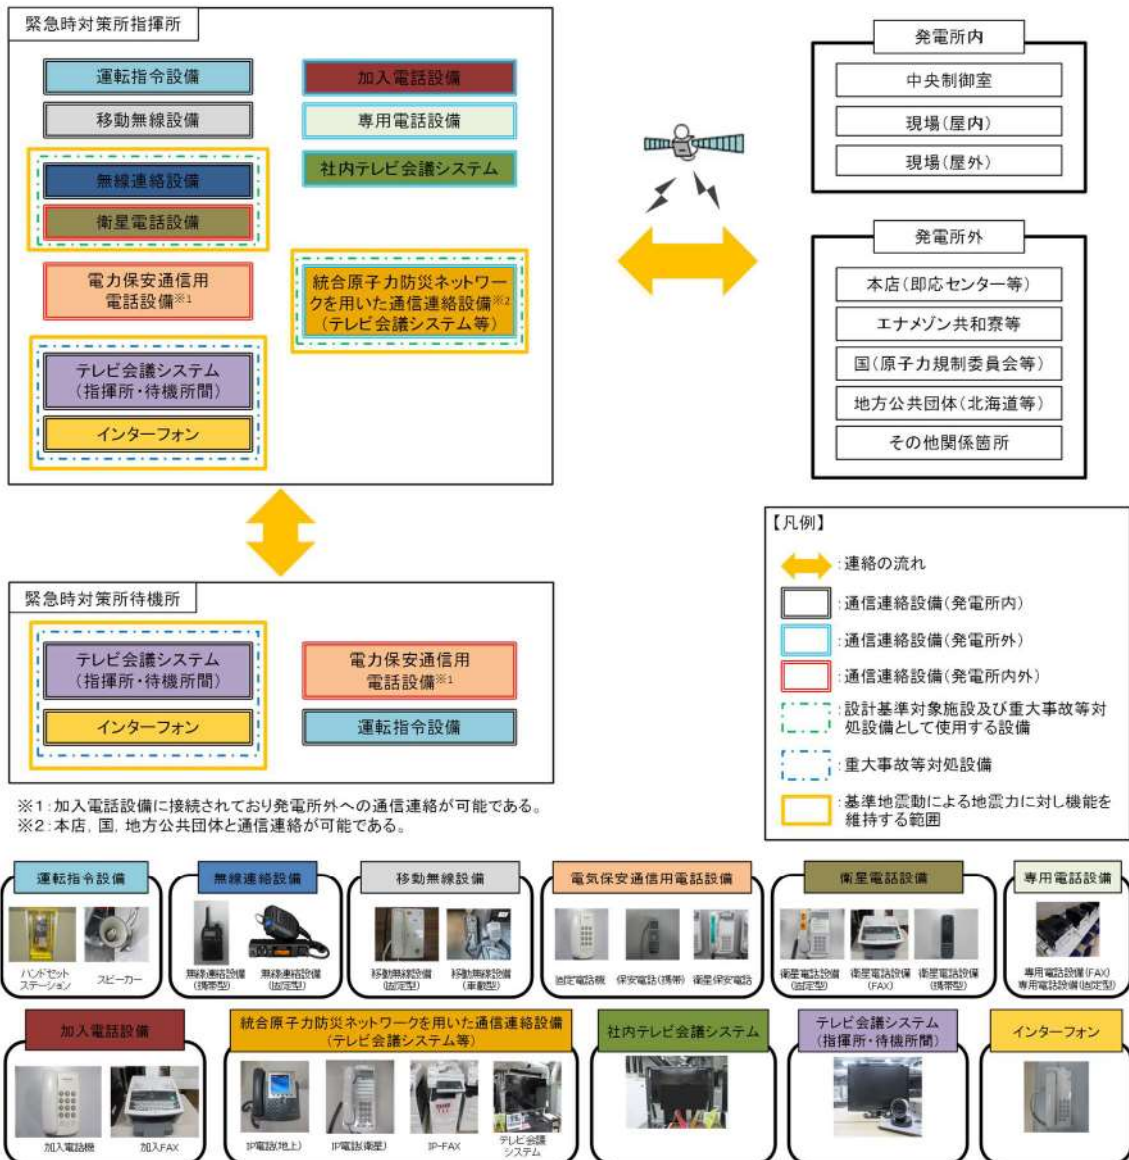 緊急時対策所指揮所
運転指令設備
移動無線設備
無線連絡設備
衛星電話設備
電力保安通信用
電話設備※1
テレビ会議システム
(指揮所・待機所間)
インターフォン
加入電話設備
専用電話設備
社内テレビ会議システム
統合原子力防災ネットワー
クを用いた通信連絡設備※2
(テレビ会議システム等)
発電所内
中央制御室
現場(屋内)
現場(屋外)
発電所外
本店(即応センター等)
エナメゾン共和寮等
国(原子力規制委員会等)
地方公共団体(北海道等)
その他関係箇所
緊急時対策所待機所
テレビ会議システム
(指揮所・待機所間)
インターフォン
電力保安通信用
電話設備※1
運転指令設備
【凡例】
:連絡の流れ
:通信連絡設備(発電所内)
:通信連絡設備(発電所外)
:通信連絡設備(発電所内外)
:設計基準対象施設及び重大事故等対
処設備として使用する設備
:重大事故等対処設備
:基準地震動による地震力に対し機能を
維持する範囲
※1:加入電話設備に接続されており発電所外への通信連絡が可能である。
※2:本店,国,地方公共団体と通信連絡が可能である。
運転指令設備
ハンドセット
ステーション
スピーカー
無線連絡設備
無線連絡設備
(携帯型)
無線連絡設備
(固定型)
移動無線設備
移動無線設備
(固定型)
移動無線設備
(車載型)
電気保安通信用電話設備
固定電話機
保安電話(携帯)
衛星保安電話
衛星電話設備
衛星電話設備
(固定型)
衛星電話設備
(FAX)
衛星電話設備
(携帯型)
専用電話設備
専用電話設備(FAX)
専用電話設備(固定型)
加入電話設備
加入電話機
加入FAX
統合原子力防災ネットワークを用いた通信連絡設備
(テレビ会議システム等)
IP電話(地上)
IP電話(衛星)
IP-FAX
テレビ会議
システム
社内テレビ会議システム
テレビ会議システム
(指揮所・待機所間)
インターフォン